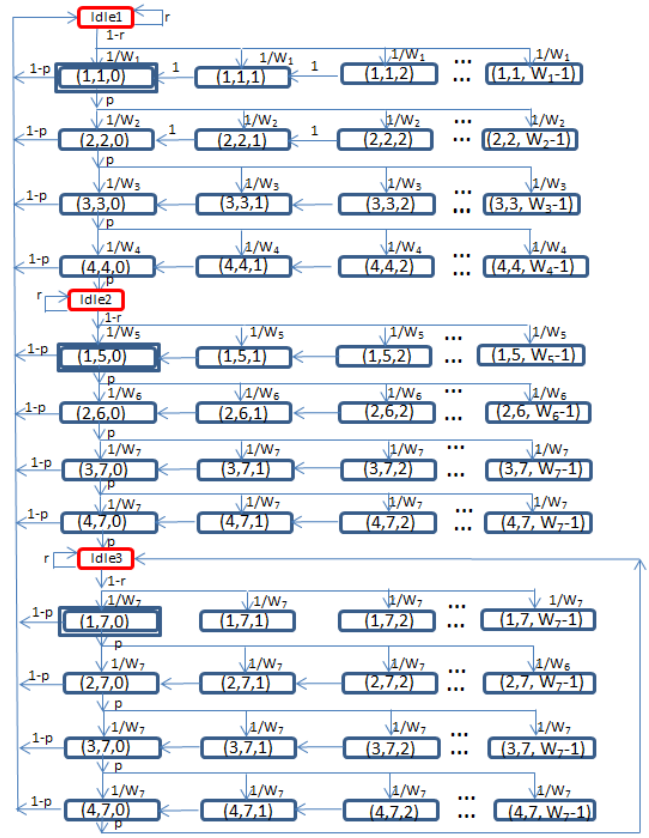 Idle1 r
1-r
1/W1 1/W1 1/W1 ... 1/W1
1-p (1,1,0) 1 (1,1,1) 1 (1,1,2) ... (1,1, W1-1)
p
1/W2 1/W2 1/W2 ... 1/W2
1-p (2,2,0) 1 (2,2,1) 1 (2,2,2) ... (2,2, W2-1)
p
1/W3 1/W3 1/W3 ... 1/W3
1-p (3,3,0) (3,3,1) (3,3,2) ... (3,3, W3-1)
p
1/W4 1/W4 1/W4 ... 1/W4
1-p (4,4,0) (4,4,1) (4,4,2) ... (4,4, W4-1)
p
r Idle2
1-r
1/W5 1/W5 1/W5 ... 1/W5
1-p (1,5,0) (1,5,1) (1,5,2) ... (1,5, W5-1)
p
1/W6 1/W6 1/W6 ... 1/W6
1-p (2,6,0) (2,6,1) (2,6,2) ... (2,6, W6-1)
p
1/W7 1/W7 1/W7 ... 1/W7
1-p (3,7,0) (3,7,1) (3,7,2) ... (3,7, W7-1)
p
1/W7 1/W7 1/W7 ... 1/W7
1-p (4,7,0) (4,7,1) (4,7,2) ... (4,7, W7-1)
p
r Idle3
1-r
1/W7 1/W7 1/W7 ... 1/W7
1-p (1,7,0) (1,7,1) (1,7,2) ... (1,7, W7-1)
p
1/W7 1/W7 1/W7 ... 1/W6
1-p (2,7,0) (2,7,1) (2,7,2) ... (2,7, W7-1)
p
1/W7 1/W7 1/W7 ... 1/W7
1-p (3,7,0) (3,7,1) (3,7,2) ... (3,7, W7-1)
p
1/W7 1/W7 1/W7 ... 1/W7
1-p (4,7,0) (4,7,1) (4,7,2) ... (4,7, W7-1)
p